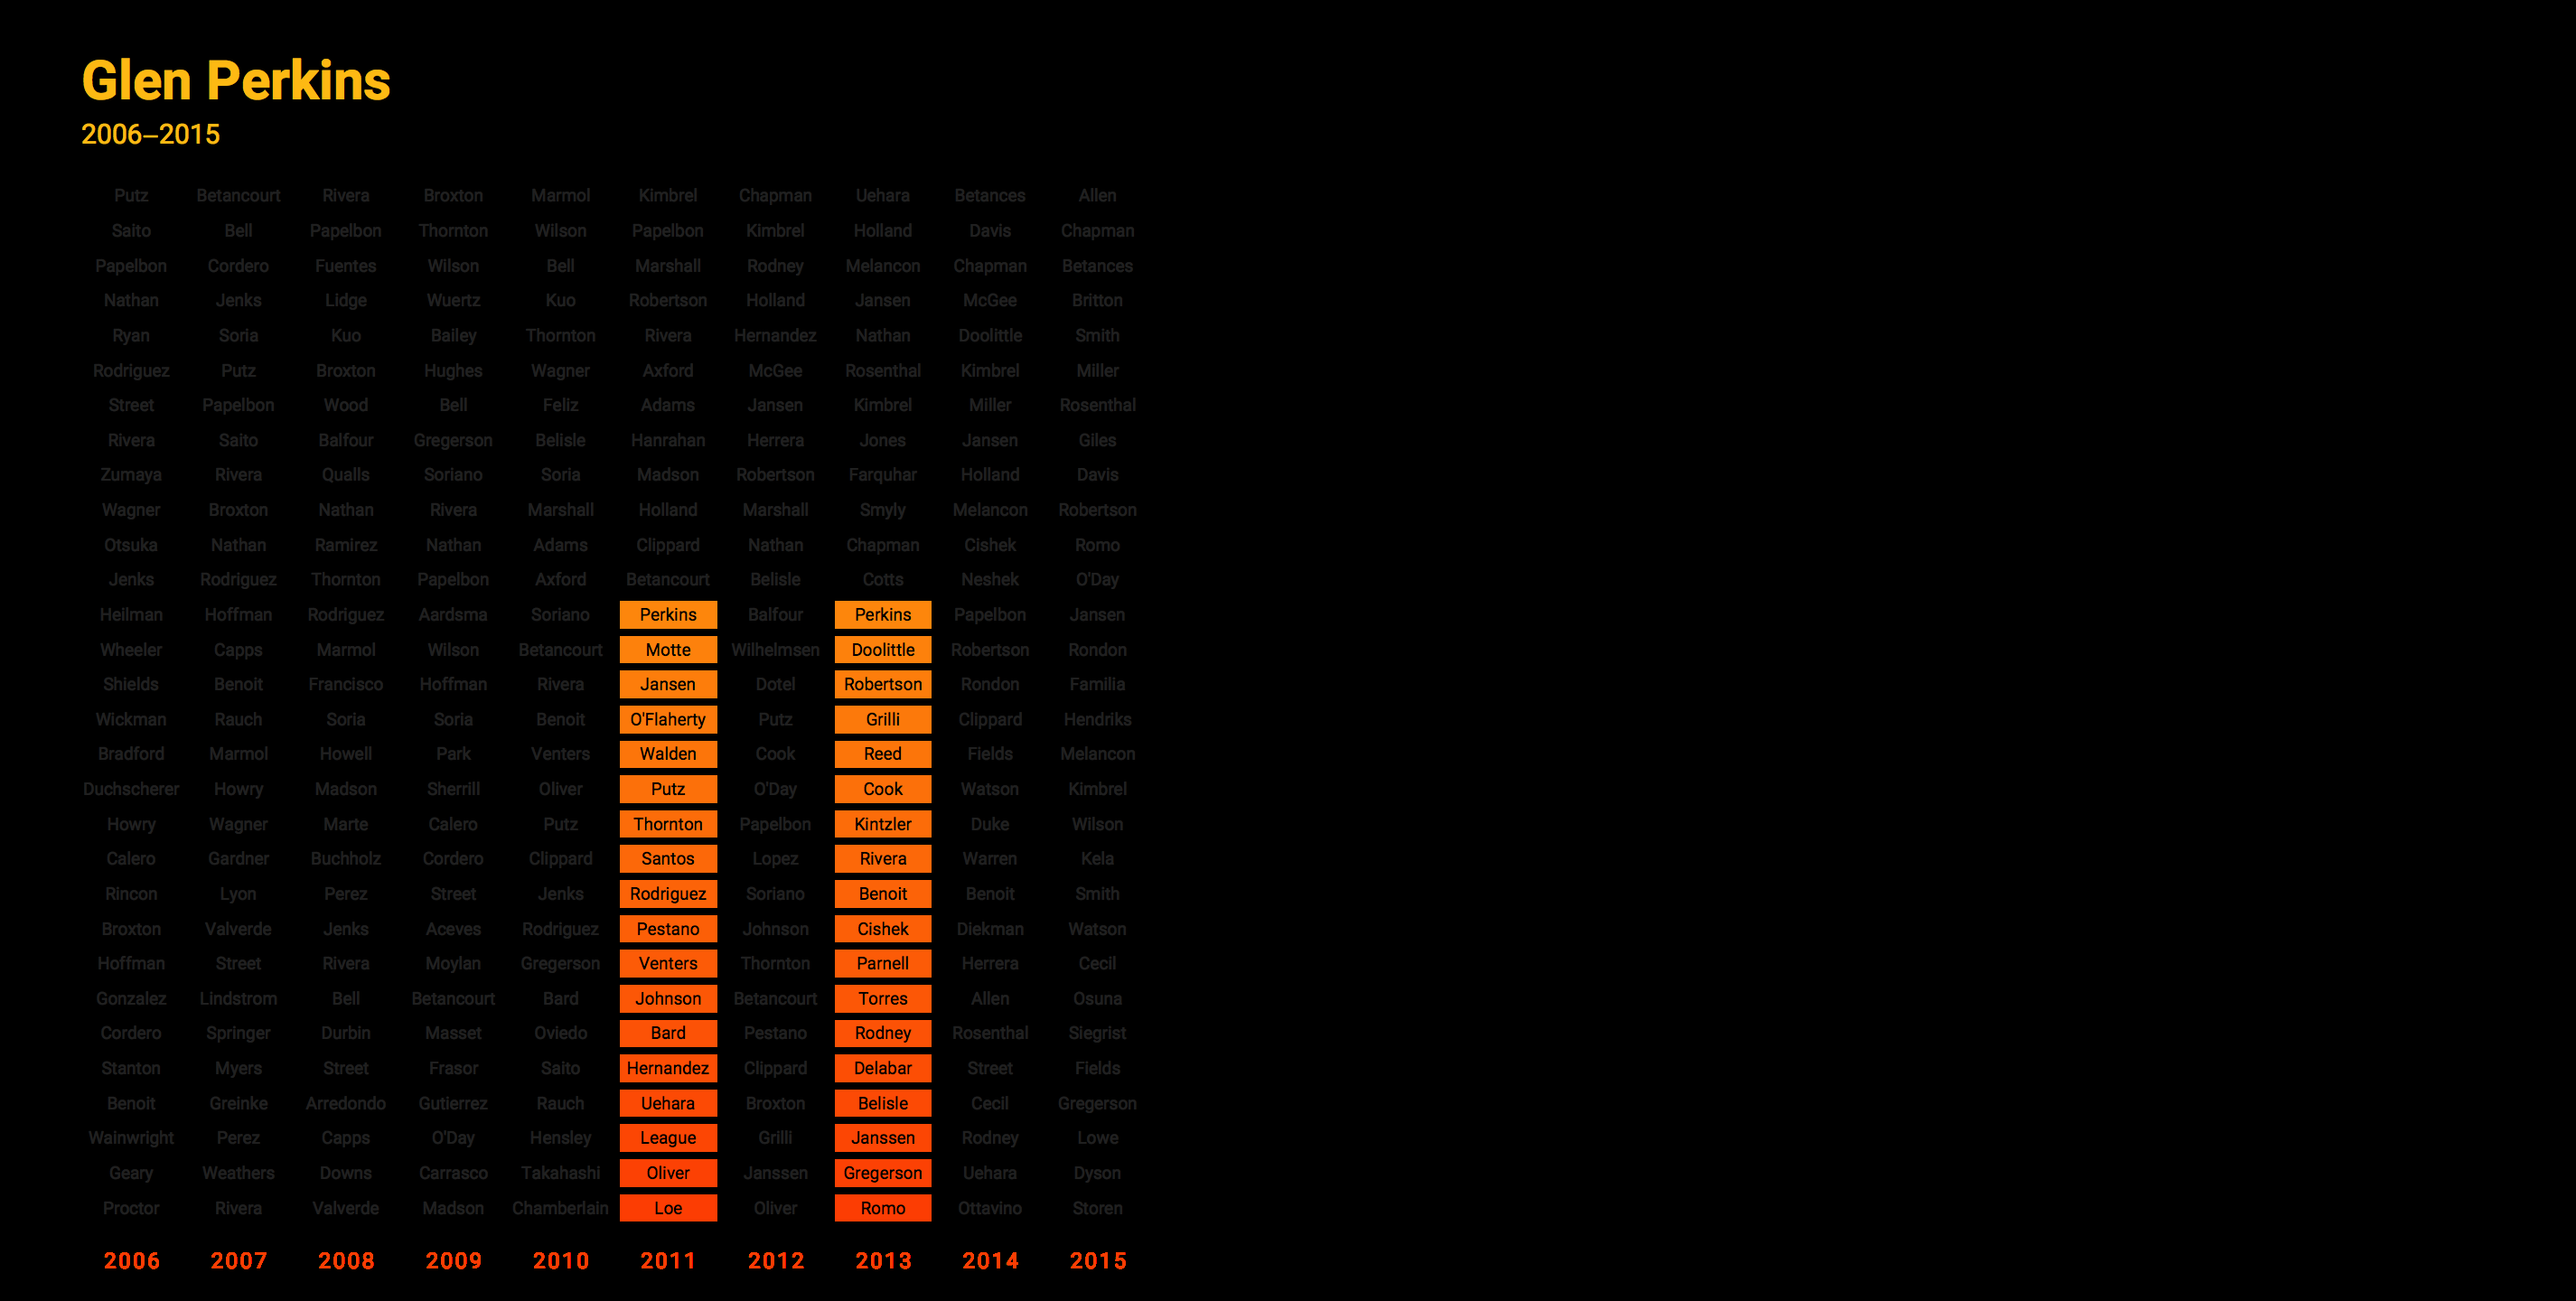 Glen Perkins
2006–2015
Putz Betancourt Rivera Broxton Marmol Kimbrel Chapman Uehara Betances Allen
Saito Bell Papelbon Thornton Wilson Papelbon Kimbrel Holland Davis Chapman
Papelbon Cordero Fuentes Wilson Bell Marshall Rodney Melancon Chapman Betances
Nathan Jenks Lidge Wuertz Kuo Robertson Holland Jansen McGee Britton
Ryan Soria Kuo Bailey Thornton Rivera Hernandez Nathan Doolittle Smith
Rodriguez Putz Broxton Hughes Wagner Axford McGee Rosenthal Kimbrel Miller
Street Papelbon Wood Bell Feliz Adams Jansen Kimbrel Miller Rosenthal
Rivera Saito Balfour Gregerson Belisle Hanrahan Herrera Jones Jansen Giles
Zumaya Rivera Qualls Soriano Soria Madson Robertson Farquhar Holland Davis
Wagner Broxton Nathan Rivera Marshall Holland Marshall Smyly Melancon Robertson
Otsuka Nathan Ramirez Nathan Adams Clippard Nathan Chapman Cishek Romo
Jenks Rodriguez Thornton Papelbon Axford Betancourt Belisle Cotts Neshek O'Day
Heilman Hoffman Rodriguez Aardsma Soriano Perkins Balfour Perkins Papelbon Jansen
Wheeler Capps Marmol Wilson Betancourt Motte Wilhelmsen Doolittle Robertson Rondon
Shields Benoit Francisco Hoffman Rivera Jansen Dotel Robertson Rondon Familia
Wickman Rauch Soria Soria Benoit O'Flaherty Putz Grilli Clippard Hendriks
Bradford Marmol Howell Park Venters Walden Cook Reed Fields Melancon
Duchscherer Howry Madson Sherrill Oliver Putz O'Day Cook Watson Kimbrel
Howry Wagner Marte Calero Putz Thornton Papelbon Kintzler Duke Wilson
Calero Gardner Buchholz Cordero Clippard Santos Lopez Rivera Warren Kela
Rincon Lyon Perez Street Jenks Rodriguez Soriano Benoit Benoit Smith
Broxton Valverde Jenks Aceves Rodriguez Pestano Johnson Cishek Diekman Watson
Hoffman Street Rivera Moylan Gregerson Venters Thornton Parnell Herrera Cecil
Gonzalez Lindstrom Bell Betancourt Bard Johnson Betancourt Torres Allen Osuna
Cordero Springer Durbin Masset Oviedo Bard Pestano Rodney Rosenthal Siegrist
Stanton Myers Street Frasor Saito Hernandez Clippard Delabar Street Fields
Benoit Greinke Arredondo Gutierrez Rauch Uehara Broxton Belisle Cecil Gregerson
Wainwright Perez Capps O'Day Hensley League Grilli Janssen Rodney Lowe
Geary Weathers Downs Carrasco Takahashi Oliver Janssen Gregerson Uehara Dyson
Proctor Rivera Valverde Madson Chamberlain Loe Oliver Romo Ottavino Storen
2006 2007 2008 2009 2010 2011 2012 2013 2014 2015